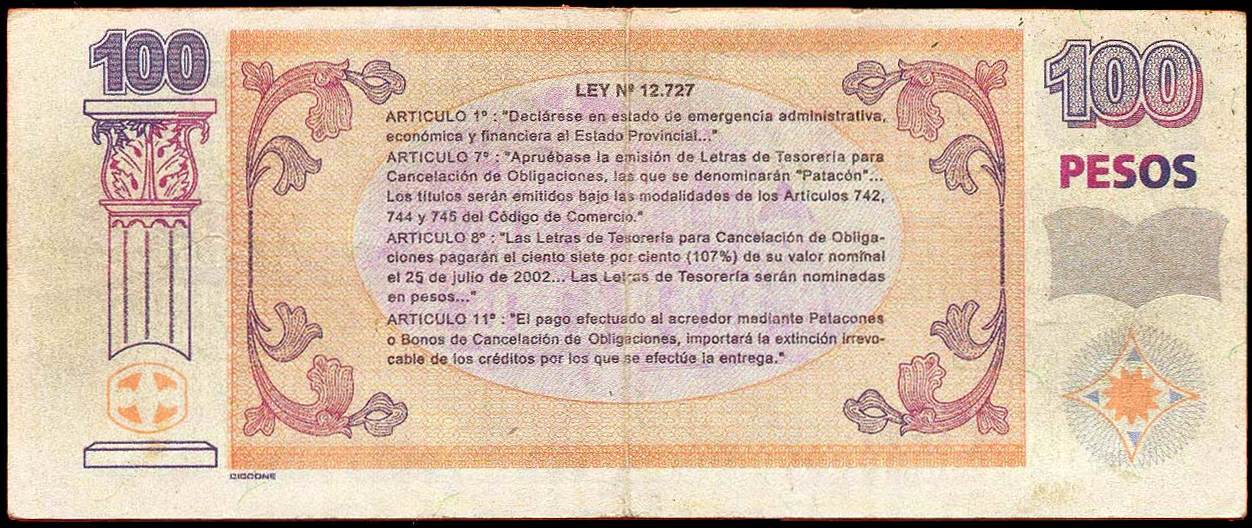 100
LEY Nº 12.727
ARTICULO 1º : "Declárese en estado de emergencia administrativa,
económica y financiera al Estado Provincial..."
ARTICULO 7º : "Apruébase la emisión de Letras de Tesorería para
Cancelación de Obligaciones, las que se denominarán "Patacón"...
Los títulos serán emitidos bajo las modalidades de los Artículos 742,
744 y 745 del Código de Comercio."
ARTICULO 8º : "Las Letras de Tesorería para Cancelación de Obliga-
ciones pagarán el ciento siete por ciento (107%) de su valor nominal
el 25 de julio de 2002... Las Letras de Tesorería serán nominadas
en pesos..."
ARTICULO 11º : "El pago efectuado al acreedor mediante Patacones
o Bonos de Cancelación de Obligaciones, importará la extinción irrevo-
cable de los créditos por los que se efectúe la entrega."
100
PESOS
CICCONE